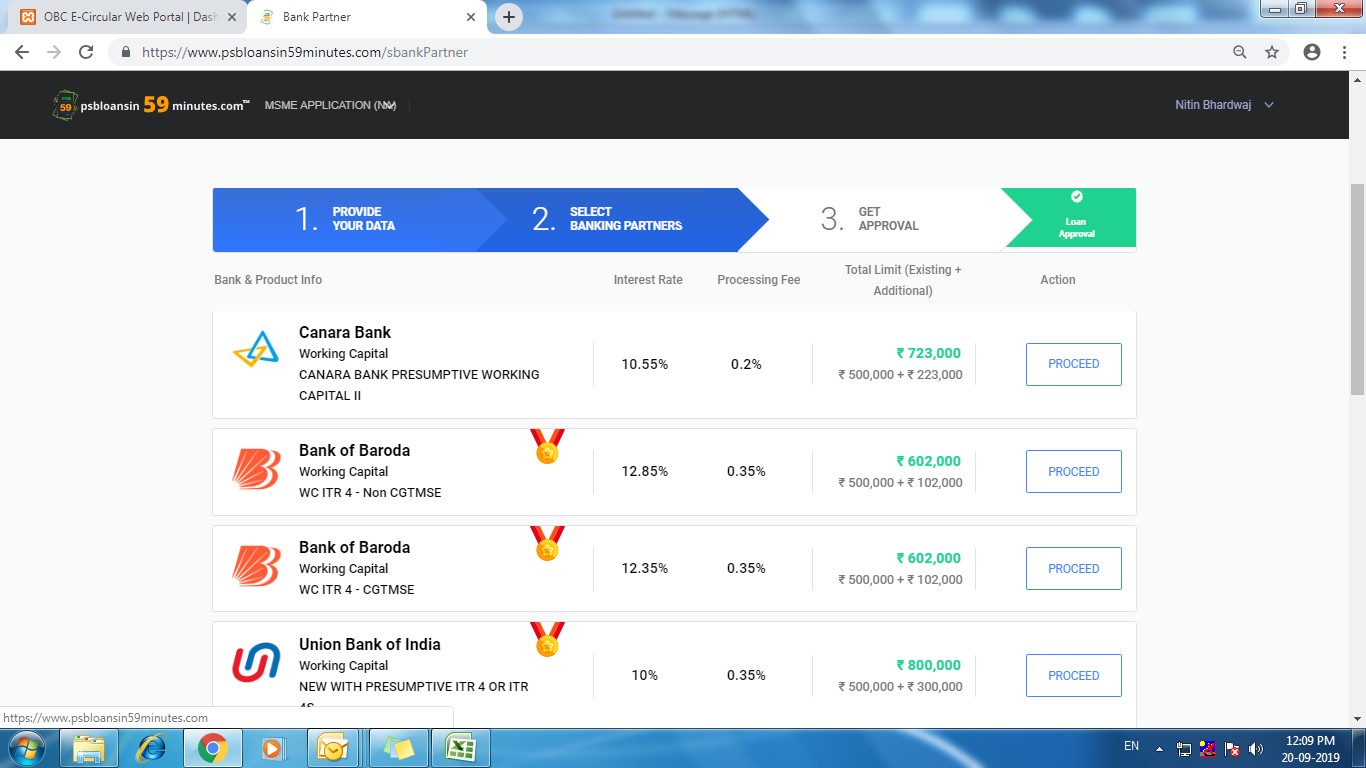 OBC E-Circular Web Portal | Dash
Bank Partner
https://www.psbloansin59minutes.com/sbankPartner
psbloansin 59 minutes.com™
MSME APPLICATION
Nitin Bhardwaj
1. PROVIDE
YOUR DATA
2. SELECT
BANKING PARTNERS
3. GET
APPROVAL
Loan
Approval
Bank & Product Info
Interest Rate
Processing Fee
Total Limit (Existing +
Additional)
Action
Canara Bank
Working Capital
CANARA BANK PRESUMPTIVE WORKING
CAPITAL II
10.55%
0.2%
₹ 723,000
₹ 500,000 + ₹ 223,000
PROCEED
Bank of Baroda
Working Capital
WC ITR 4 - Non CGTMSE
12.85%
0.35%
₹ 602,000
₹ 500,000 + ₹ 102,000
PROCEED
Bank of Baroda
Working Capital
WC ITR 4 - CGTMSE
12.35%
0.35%
₹ 602,000
₹ 500,000 + ₹ 102,000
PROCEED
Union Bank of India
Working Capital
NEW WITH PRESUMPTIVE ITR 4 OR ITR
4S
10%
0.35%
₹ 800,000
₹ 500,000 + ₹ 300,000
PROCEED
https://www.psbloansin59minutes.com
EN
12:09 PM
20-09-2019